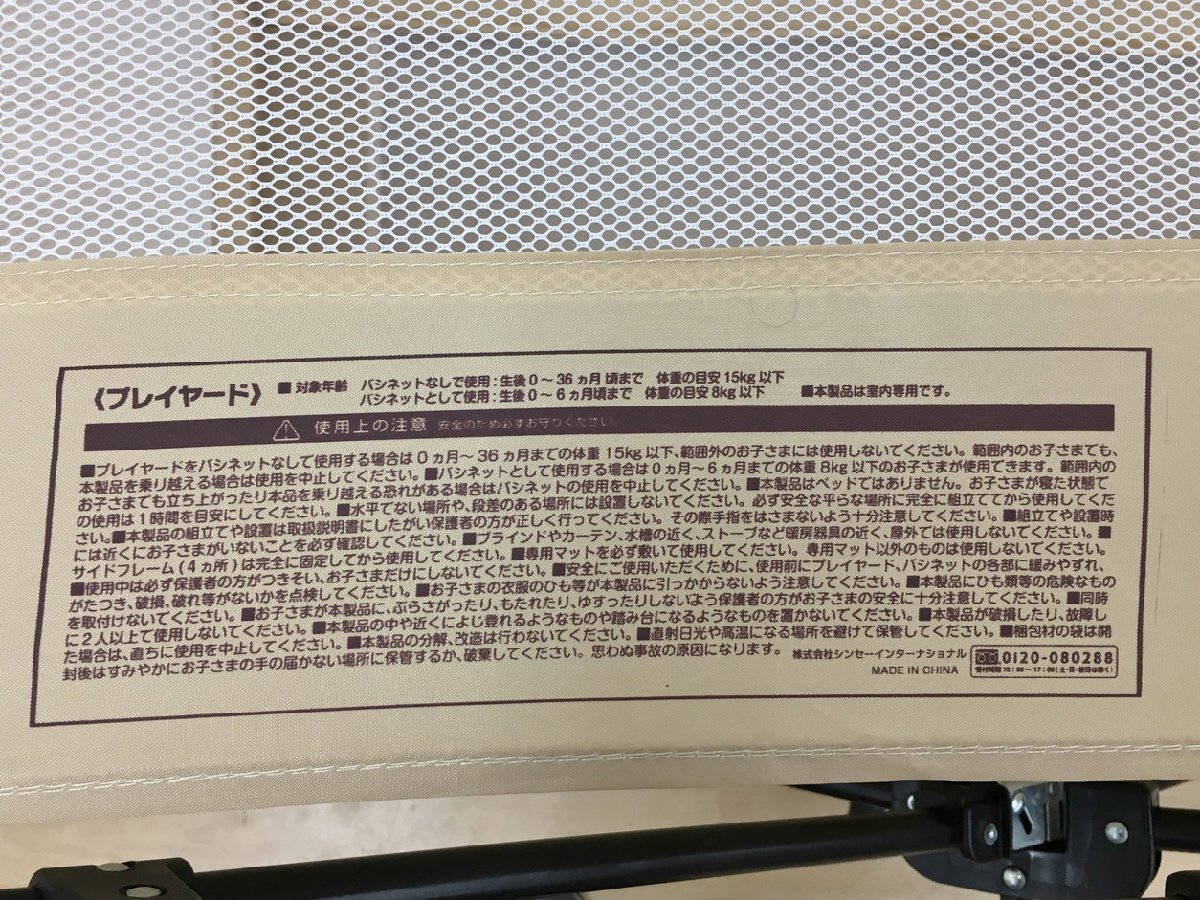 《プレイヤード》 ■対象年齢 バシネットなしで使用：生後0〜36ヵ月頃まで 体重の目安15kg以下
バシネットとして使用：生後0〜6ヵ月頃まで 体重の目安8kg以下 ■本製品は室内専用です。
⚠ 使用上の注意 安全のため必ずお守りください
■プレイヤードをバシネットなしで使用する場合は0ヵ月〜36ヵ月までの体重15kg以下、範囲外のお子さまには使用しないでください。範囲内のお子さまでも、
本製品を乗り越える場合は使用を中止してください。■バシネットとして使用する場合は0ヵ月〜6ヵ月までの体重8kg以下のお子さまが使用できます。範囲内の
お子さまでも立ち上がったり本品を乗り越える恐れがある場合はバシネットの使用を中止してください。■本製品はベッドではありません。お子さまが寝た状態で
の使用は1時間を目安にしてください。■水平でない場所や、段差のある場所には設置しないでください。必ず安全な平らな場所に完全に組立ててから使用してくだ
さい。■本製品の組立てや設置は取扱説明書にしたがい保護者の方が正しく行ってください。その際手指をはさまないよう十分注意してください。■組立てや設置時
には近くにお子さまがいないことを必ず確認してください。■ブラインドやカーテン、水槽の近く、ストーブなど暖房器具の近く、屋外では使用しないでください。■
サイドフレーム(4ヵ所)は完全に固定してから使用してください。■専用マットを必ず敷いて使用してください。専用マット以外のものは使用しないでください。
■使用中は必ず保護者の方がつきそい、お子さまだけにしないでください。■安全にご使用いただくために、使用前にプレイヤード、バシネットの各部に緩みやずれ、
がたつき、破損、破れ等がないかを点検してください。■お子さまの衣服のひも等が本製品に引っかからないよう注意してください。■本製品にひも類等の危険なもの
を取付けないでください。■お子さまが本製品に、ぶらさがったり、もたれたり、ゆすったりしないよう保護者の方がお子さまの安全に十分注意してください。■同時
に2人以上で使用しないでください。■本製品の中や近くによじ登れるようなものや踏み台になるようなものを置かないでください。■本製品が破損したり、故障し
た場合は、直ちに使用を中止してください。■本製品の分解、改造は行わないでください。■直射日光や高温になる場所を避けて保管してください。■梱包材の袋は開
封後はすみやかにお子さまの手の届かない場所に保管するか、破棄してください。思わぬ事故の原因になります。 株式会社シンセーインターナショナル 0120-080288
MADE IN CHINA 受付時間10：00〜17：00(土・日・祝日は除く)